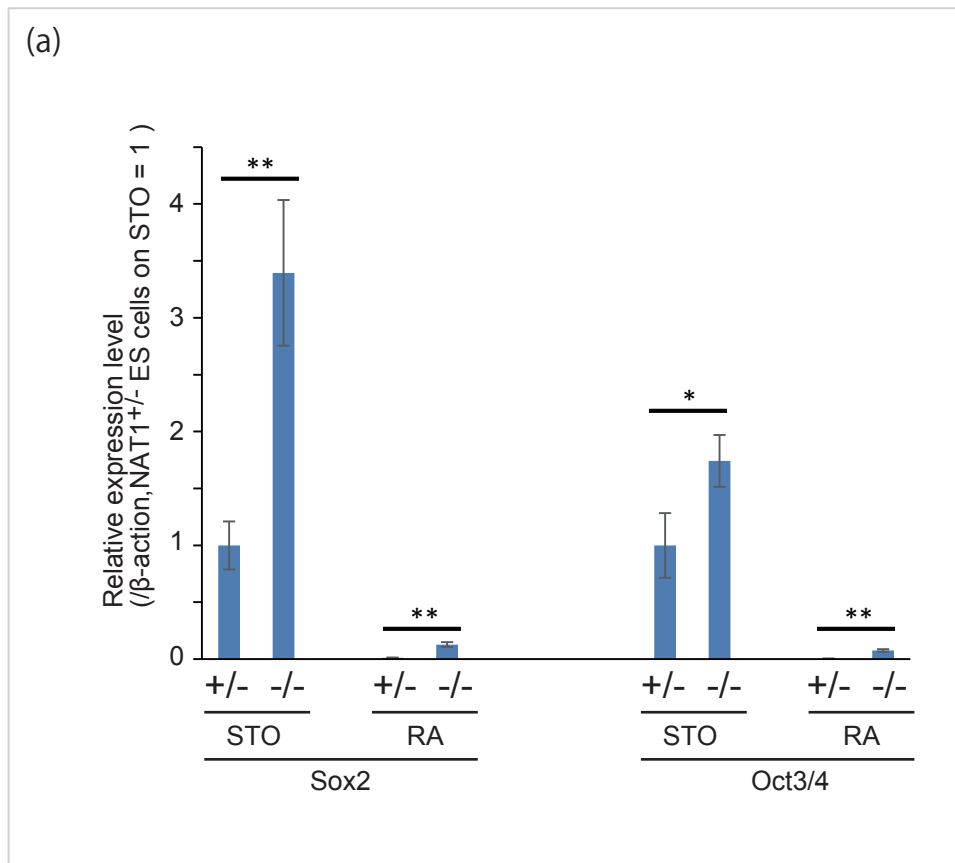 (a)
Relative expression level
(/β-action,NAT1+/- ES cells on STO = 1 )
4
3
2
1
0
** ** * **
+/- -/- +/- -/- +/- -/- +/- -/-
STO RA STO RA
Sox2 Oct3/4